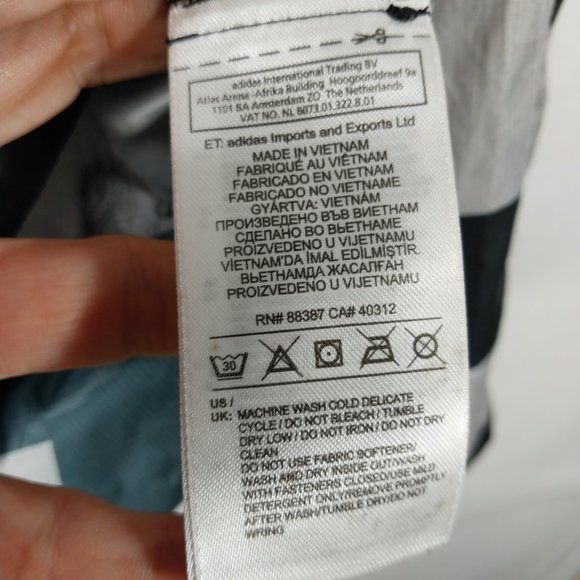 adidas International Trading BV
Atlas Arena -Afrika Building Hoogoorddreef 9a
1101 BA Amsterdam ZO The Netherlands
VAT NO. NL 8073.01.322.B.01
ET: adidas Imports and Exports Ltd
MADE IN VIETNAM
FABRIQUÉ AU VIÊTNAM
FABRICADO EN VIETNAM
FABRICADO NO VIETNAME
GYÁRTVA: VIETNÁM
ПРОИЗВЕДЕНО ВЪВ ВИЕТНАМ
СДЕЛАНО ВО ВЬЕТНАМЕ
PROIZVEDENO U VIJETNAMU
VIETNAM'DA İMAL EDİLMİŞTİR.
ВЬЕТНАМДА ЖАСАЛҒАН
PROIZVEDENO U VIJETNAMU
RN# 88387 CA# 40312
30
US /
UK: MACHINE WASH COLD DELICATE
CYCLE / DO NOT BLEACH / TUMBLE
DRY LOW / DO NOT IRON / DO NOT DRY
CLEAN
DO NOT USE FABRIC SOFTENER/
WASH AND DRY INSIDE OUT/WASH
WITH FASTENERS CLOSED/USE MILD
DETERGENT ONLY/REMOVE PROMPTLY
AFTER WASH/TUMBLE DRY/DO NOT
WRING